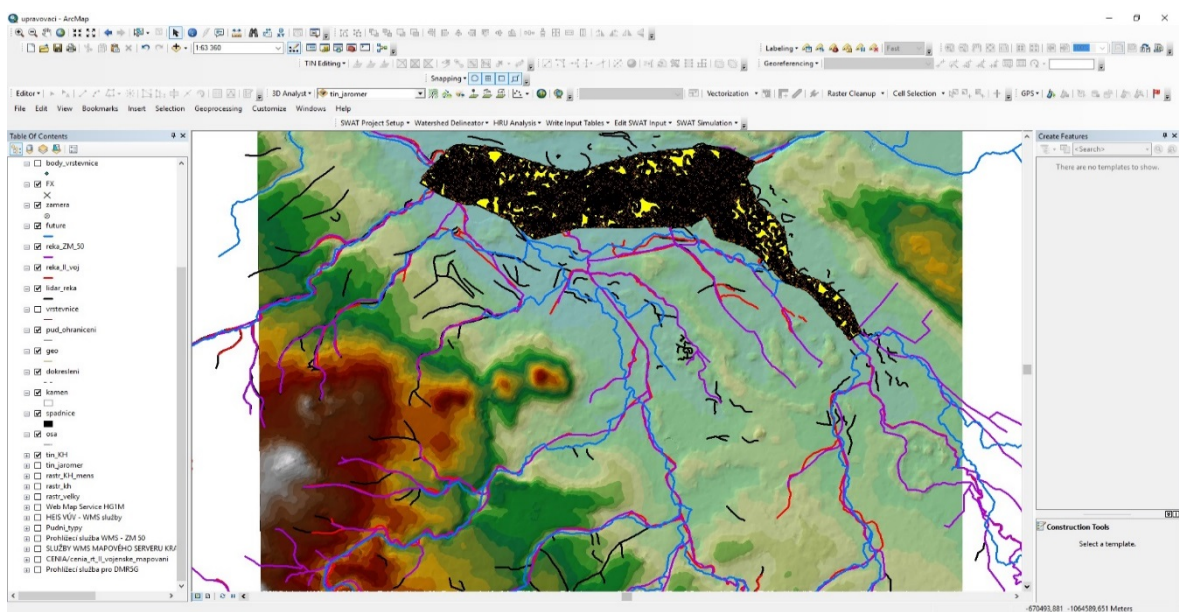 upravovaci - ArcMap
1:63 360
Labeling
Fast
TIN Editing
Georeferencing
Snapping
Editor
3D Analyst
tin_jaromer
Vectorization
Raster Cleanup
Cell Selection
GPS
File Edit View Bookmarks Insert Selection Geoprocessing Customize Windows Help
SWAT Project Setup Watershed Delineator HRU Analysis Write Input Tables Edit SWAT Input SWAT Simulation
Table Of Contents
body_vrstevnice
FX
zamera
future
reka_ZM_50
reka_II_voj
lidar_reka
vrstevnice
pud_ohraniceni
geo
dokresleni
kamen
spadnice
osa
tin_KH
tin_jaromer
rastr_KH_mens
rastr_kh
rastr_velky
Web Map Service HG1M
HEIS VÚV - WMS služby
Pudni_typy
Prohlížecí služba WMS - ZM 50
SLUŽBY WMS MAPOVÉHO SERVERU KRA
CENIA/cenia_rt_II_vojenske_mapovani
Prohlížecí služba pro DMR5G
Create Features
<Search>
There are no templates to show.
Construction Tools
Select a template.
-670493,881 -1064589,651 Meters